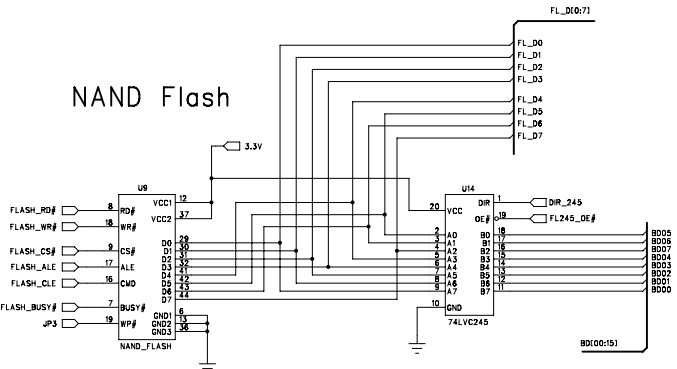 FL_D[0:7]
FL_D0
FL_D1
FL_D2
FL_D3
FL_D4
FL_D5
FL_D6
FL_D7
NAND Flash
3.3V
U9
VCC1 12
VCC2 37
FLASH_RD# 8 RD#
FLASH_WR# 18 WR#
FLASH_CS# 9 CS#
FLASH_ALE 17 ALE
FLASH_CLE 16 CMD
FLASH_BUSY# 7 BUSY#
JP3 19 WP#
D0 29
D1 30
D2 31
D3 32
D4 41
D5 42
D6 43
D7 44
GND1 6
GND2 13
GND3 36
NAND_FLASH
U14
20 VCC
DIR 1 DIR_245
OE# 19 FL245_OE#
2 A0 B0 18 BD05
3 A1 B1 17 BD06
4 A2 B2 16 BD07
5 A3 B3 15 BD04
6 A4 B4 14 BD03
7 A5 B5 13 BD02
8 A6 B6 12 BD01
9 A7 B7 11 BD00
10 GND
74LVC245
BD[00:15]